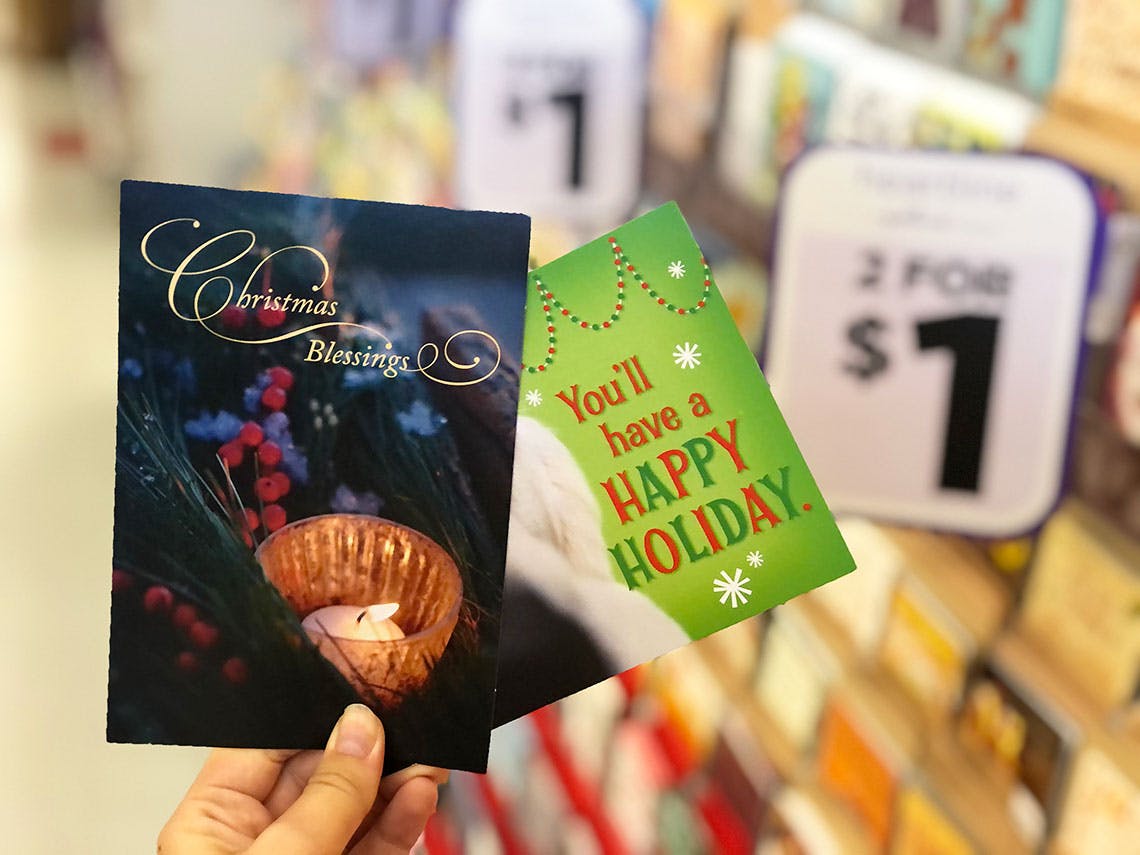 Christmas
Blessings
You'll
have a
HAPPY
HOLIDAY.
$1
2 FOR
$1